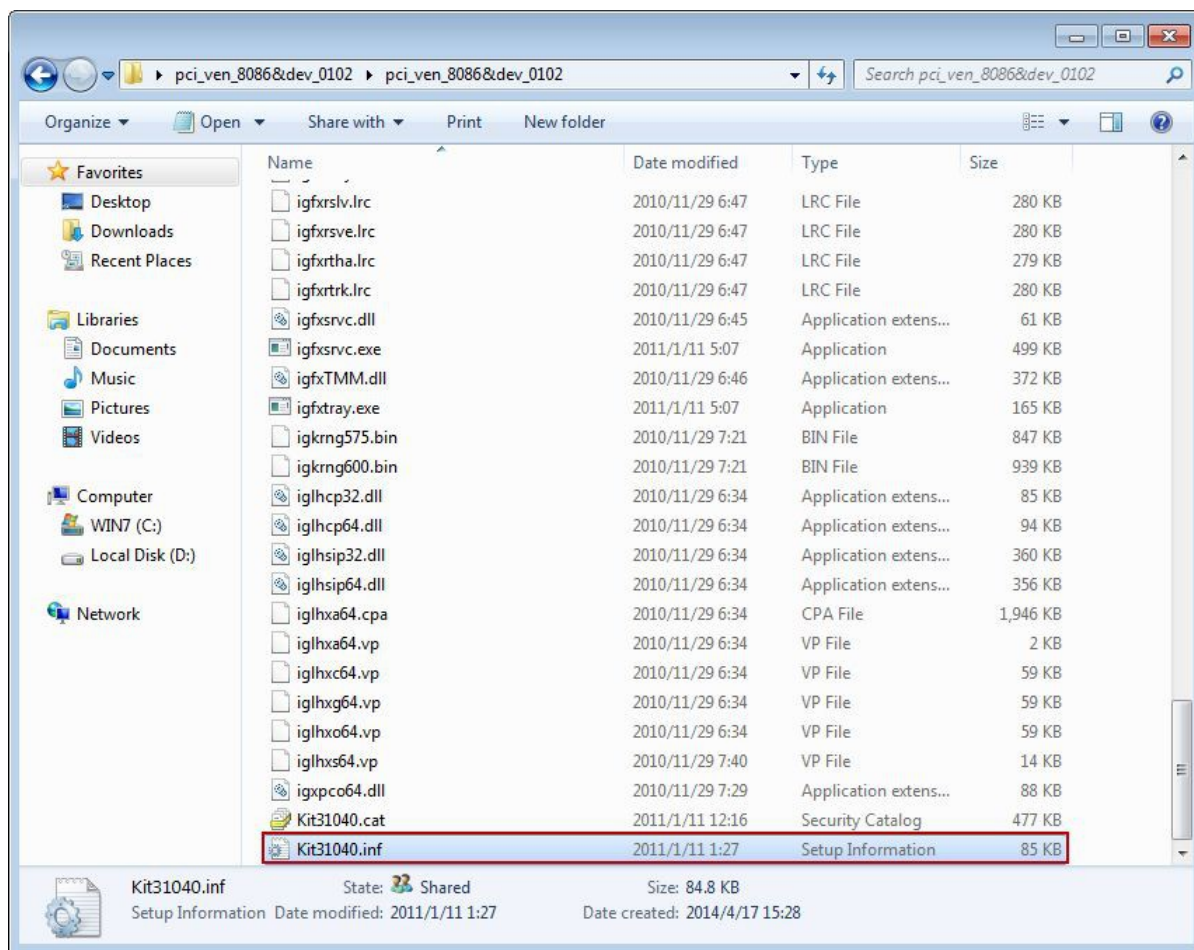 pci_ven_8086&dev_0102 pci_ven_8086&dev_0102 Search pci_ven_8086&dev_0102
Organize Open Share with Print New folder
Favorites
Desktop
Downloads
Recent Places
Libraries
Documents
Music
Pictures
Videos
Computer
WIN7 (C:)
Local Disk (D:)
Network
Name Date modified Type Size
igfxrslv.lrc 2010/11/29 6:47 LRC File 280 KB
igfxrsve.lrc 2010/11/29 6:47 LRC File 280 KB
igfxrtha.lrc 2010/11/29 6:47 LRC File 279 KB
igfxrtrk.lrc 2010/11/29 6:47 LRC File 280 KB
igfxsrvc.dll 2010/11/29 6:45 Application extens... 61 KB
igfxsrvc.exe 2011/1/11 5:07 Application 499 KB
igfxTMM.dll 2010/11/29 6:46 Application extens... 372 KB
igfxtray.exe 2011/1/11 5:07 Application 165 KB
igkrng575.bin 2010/11/29 7:21 BIN File 847 KB
igkrng600.bin 2010/11/29 7:21 BIN File 939 KB
iglhcp32.dll 2010/11/29 6:34 Application extens... 85 KB
iglhcp64.dll 2010/11/29 6:34 Application extens... 94 KB
iglhsip32.dll 2010/11/29 6:34 Application extens... 360 KB
iglhsip64.dll 2010/11/29 6:34 Application extens... 356 KB
iglhxa64.cpa 2010/11/29 6:34 CPA File 1,946 KB
iglhxa64.vp 2010/11/29 6:34 VP File 2 KB
iglhxc64.vp 2010/11/29 6:34 VP File 59 KB
iglhxg64.vp 2010/11/29 6:34 VP File 59 KB
iglhxo64.vp 2010/11/29 6:34 VP File 59 KB
iglhxs64.vp 2010/11/29 7:40 VP File 14 KB
igxpco64.dll 2010/11/29 7:29 Application extens... 88 KB
Kit31040.cat 2011/1/11 12:16 Security Catalog 477 KB
Kit31040.inf 2011/1/11 1:27 Setup Information 85 KB
Kit31040.inf State: Shared Size: 84.8 KB
Setup Information Date modified: 2011/1/11 1:27 Date created: 2014/4/17 15:28